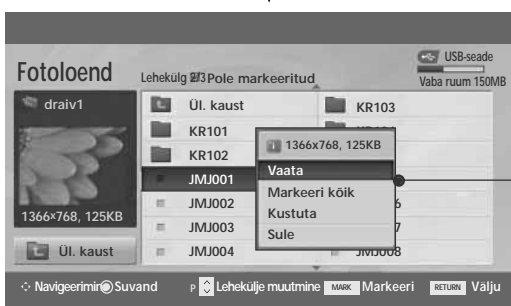 USB-seade
Fotoloend
Lehekülg 2/3 Pole markeeritud
Vaba ruum 150MB
draiv1
Ül. kaust
KR103
KR101
KR102
1366x768, 125KB
JMJ001
Vaata
JMJ002
Markeeri kõik
1366×768, 125KB
Kustuta
JMJ003
Sule
Ül. kaust
JMJ004
JMJ008
Navigeerimin Suvand
P Lehekülje muutmine
MARK Markeeri
RETURN Välju